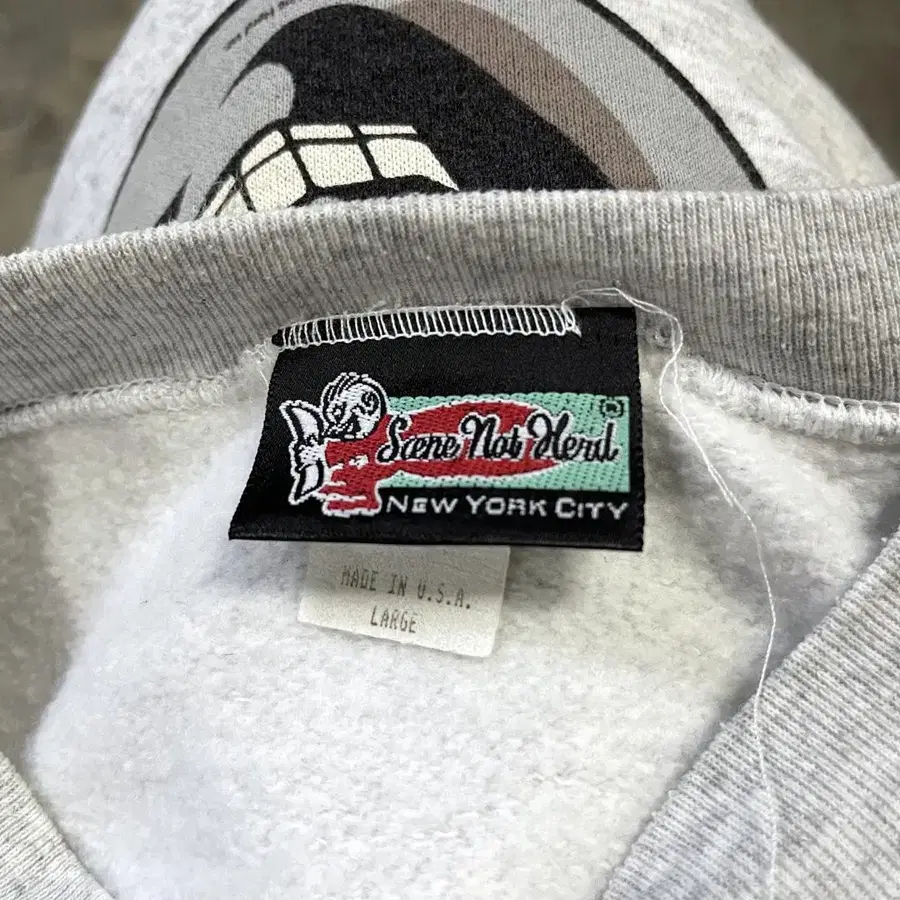 Scene Not Herd
®
NEW YORK CITY
MADE IN U.S.A.
LARGE